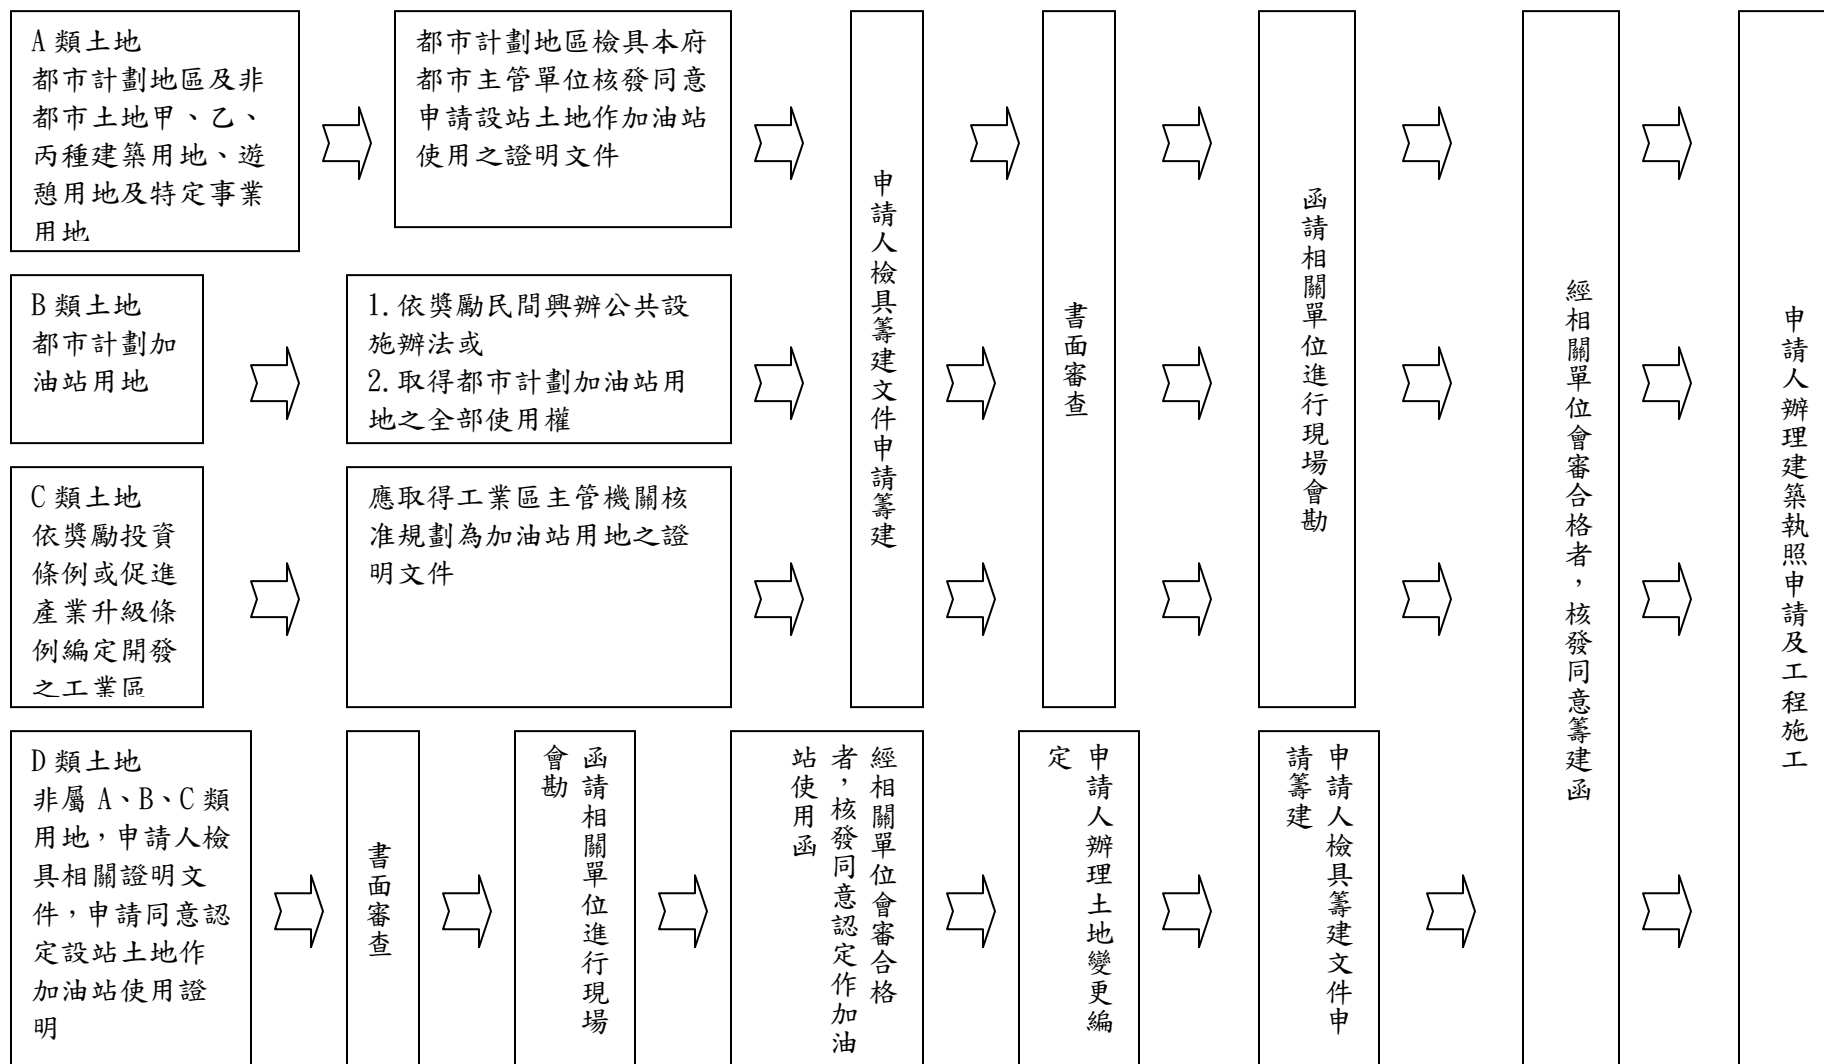 A 類土地
都市計劃地區及非
都市土地甲、乙、
丙種建築用地、遊
憩用地及特定事業
用地
都市計劃地區檢具本府
都市主管單位核發同意
申請設站土地作加油站
使用之證明文件
B 類土地
都市計劃加
油站用地
1.依獎勵民間興辦公共設
施辦法或
2.取得都市計劃加油站用
地之全部使用權
C 類土地
依獎勵投資
條例或促進
產業升級條
例編定開發
之工業區
應取得工業區主管機關核
准規劃為加油站用地之證
明文件
申請人檢具籌建文件申請籌建
書面審查
函請相關單位進行現場會勘
經相關單位會審合格者，核發同意籌建函
申請人辦理建築執照申請及工程施工
D 類土地
非屬 A、B、C 類
用地，申請人檢
具相關證明文
件，申請同意認
定設站土地作
加油站使用證
明
書面審查
函請相關單位進行現場
會勘
經相關單位會審合格
者，核發同意認定作加油
站使用函
申請人辦理土地變更編
定
申請人檢具籌建文件申
請籌建